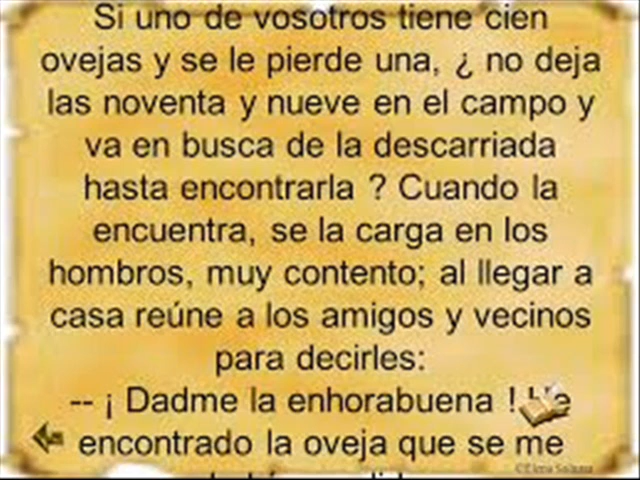 Si uno de vosotros tiene cien
ovejas y se le pierde una, ¿ no deja
las noventa y nueve en el campo y
va en busca de la descarriada
hasta encontrarla ? Cuando la
encuentra, se la carga en los
hombros, muy contento; al llegar a
casa reúne a los amigos y vecinos
para decirles:
-- ¡ Dadme la enhorabuena ! He
encontrado la oveja que se me